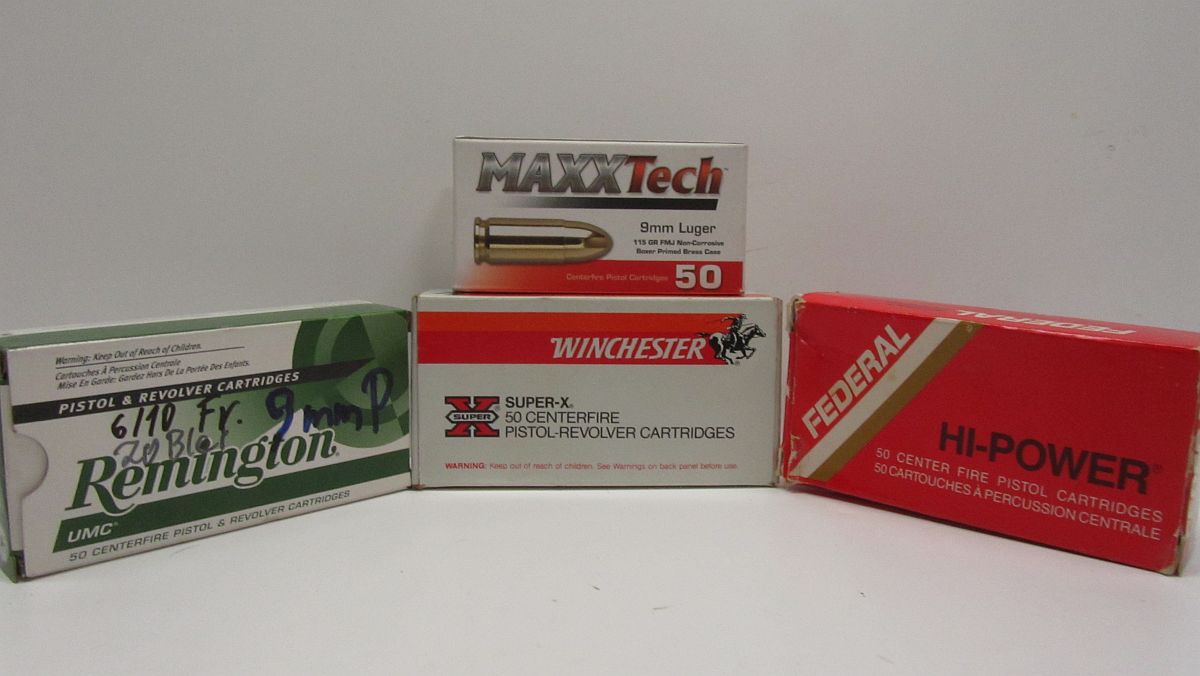 MAXXTech™
9mm Luger
115 GR FMJ Non-Corrosive
Boxer Primed Brass Case
Centerfire Pistol Cartridges 50
Warning: Keep Out of Reach of Children.
Cartouches À Percussion Centrale
Mise En Garde: Gardez Hors De La Portée Des Enfants.
PISTOL & REVOLVER CARTRIDGES
6/10 Fr. 9mmP
20
Remington®
UMC®
50 CENTERFIRE PISTOL & REVOLVER CARTRIDGES
WINCHESTER®
X SUPER®
SUPER-X®
50 CENTERFIRE
PISTOL-REVOLVER CARTRIDGES
WARNING: Keep out of reach of children. See Warnings on back panel before use.
FEDERAL
FEDERAL
HI-POWER®
50 CENTER FIRE PISTOL CARTRIDGES
50 CARTOUCHES À PERCUSSION CENTRALE